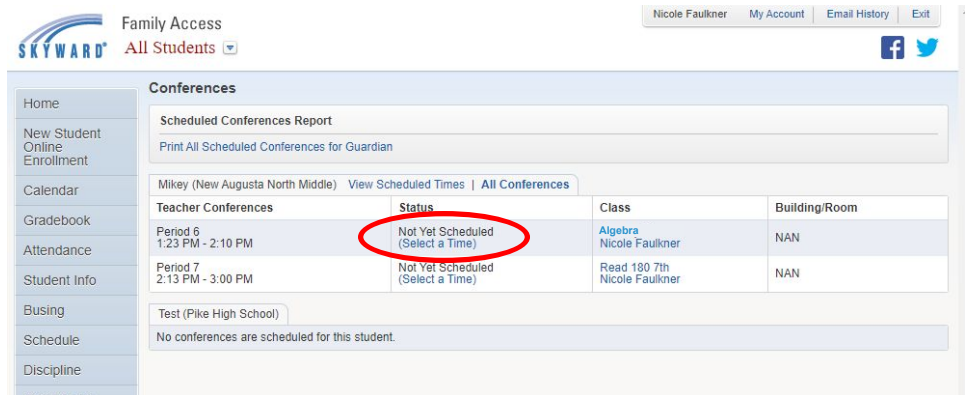 Nicole Faulkner My Account Email History Exit
Family Access
SKYWARD® All Students
Home
New Student
Online
Enrollment
Calendar
Gradebook
Attendance
Student Info
Busing
Schedule
Discipline
Conferences
Scheduled Conferences Report
Print All Scheduled Conferences for Guardian
Mikey (New Augusta North Middle) View Scheduled Times | All Conferences
Teacher Conferences Status Class Building/Room
Period 6 Not Yet Scheduled Algebra NAN
1:23 PM - 2:10 PM (Select a Time) Nicole Faulkner
Period 7 Not Yet Scheduled Read 180 7th NAN
2:13 PM - 3:00 PM (Select a Time) Nicole Faulkner
Test (Pike High School)
No conferences are scheduled for this student.